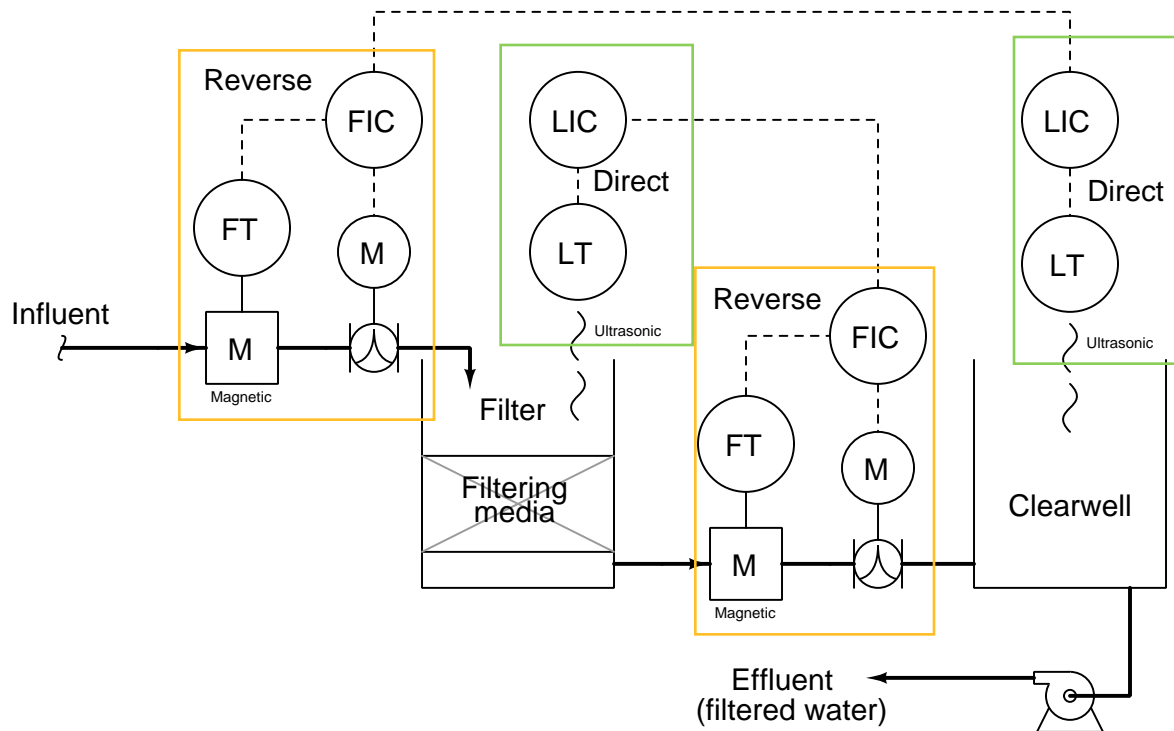 Reverse
FIC
LIC
LIC
Direct
Direct
FT
M
LT
LT
Reverse
Influent
Ultrasonic
FIC
Ultrasonic
M
Magnetic
Filter
FT
M
Filtering
media
Clearwell
M
Magnetic
Effluent
(filtered water)